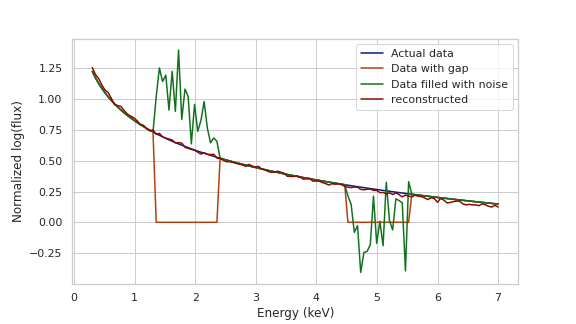 Actual data
Data with gap
Data filled with noise
reconstructed
Normalized log(flux)
1.25
1.00
0.75
0.50
0.25
0.00
−0.25
0 1 2 3 4 5 6 7
Energy (keV)